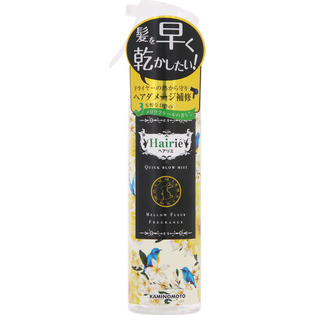 髪を早く
乾かしたい!
ドライヤーの熱から守り
ヘアダメージ補修
Hairie
ヘアリエ
QUICK BLOW MIST
MELLOW FLEUR
FRAGRANCE
KAMINOMOTO